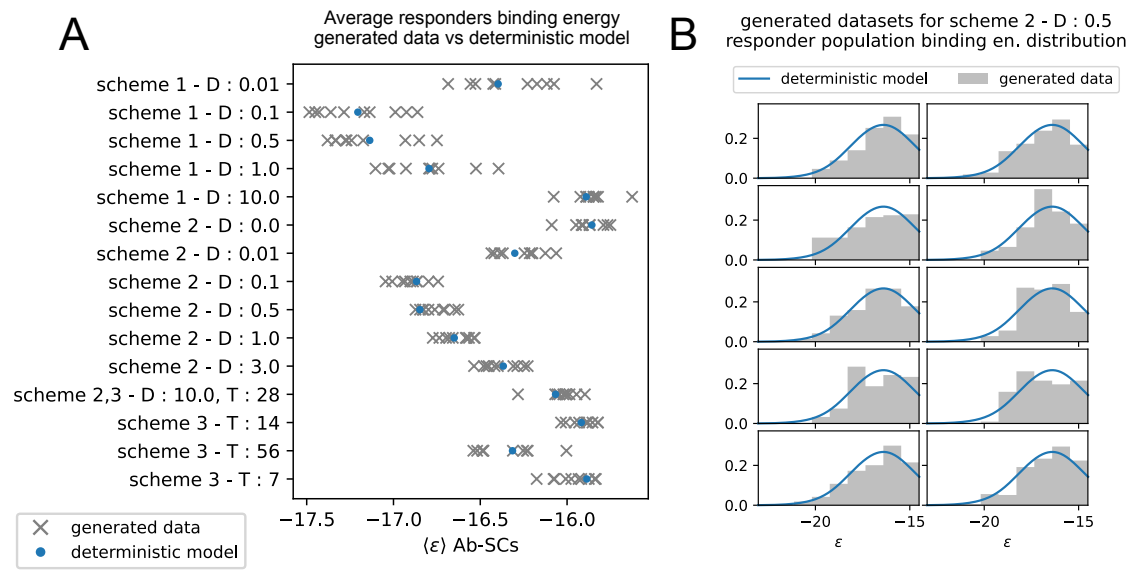 A
Average responders binding energy
generated data vs deterministic model
scheme 1 - D : 0.01
scheme 1 - D : 0.1
scheme 1 - D : 0.5
scheme 1 - D : 1.0
scheme 1 - D : 10.0
scheme 2 - D : 0.0
scheme 2 - D : 0.01
scheme 2 - D : 0.1
scheme 2 - D : 0.5
scheme 2 - D : 1.0
scheme 2 - D : 3.0
scheme 2,3 - D : 10.0, T : 28
scheme 3 - T : 14
scheme 3 - T : 56
scheme 3 - T : 7
−17.5 −17.0 −16.5 −16.0
⟨ε⟩ Ab-SCs
generated data
deterministic model
B
generated datasets for scheme 2 - D : 0.5
responder population binding en. distribution
deterministic model generated data
0.2
0.0
0.2
0.0
0.2
0.0
0.2
0.0
0.2
0.0
−20 −15 −20 −15
ε ε